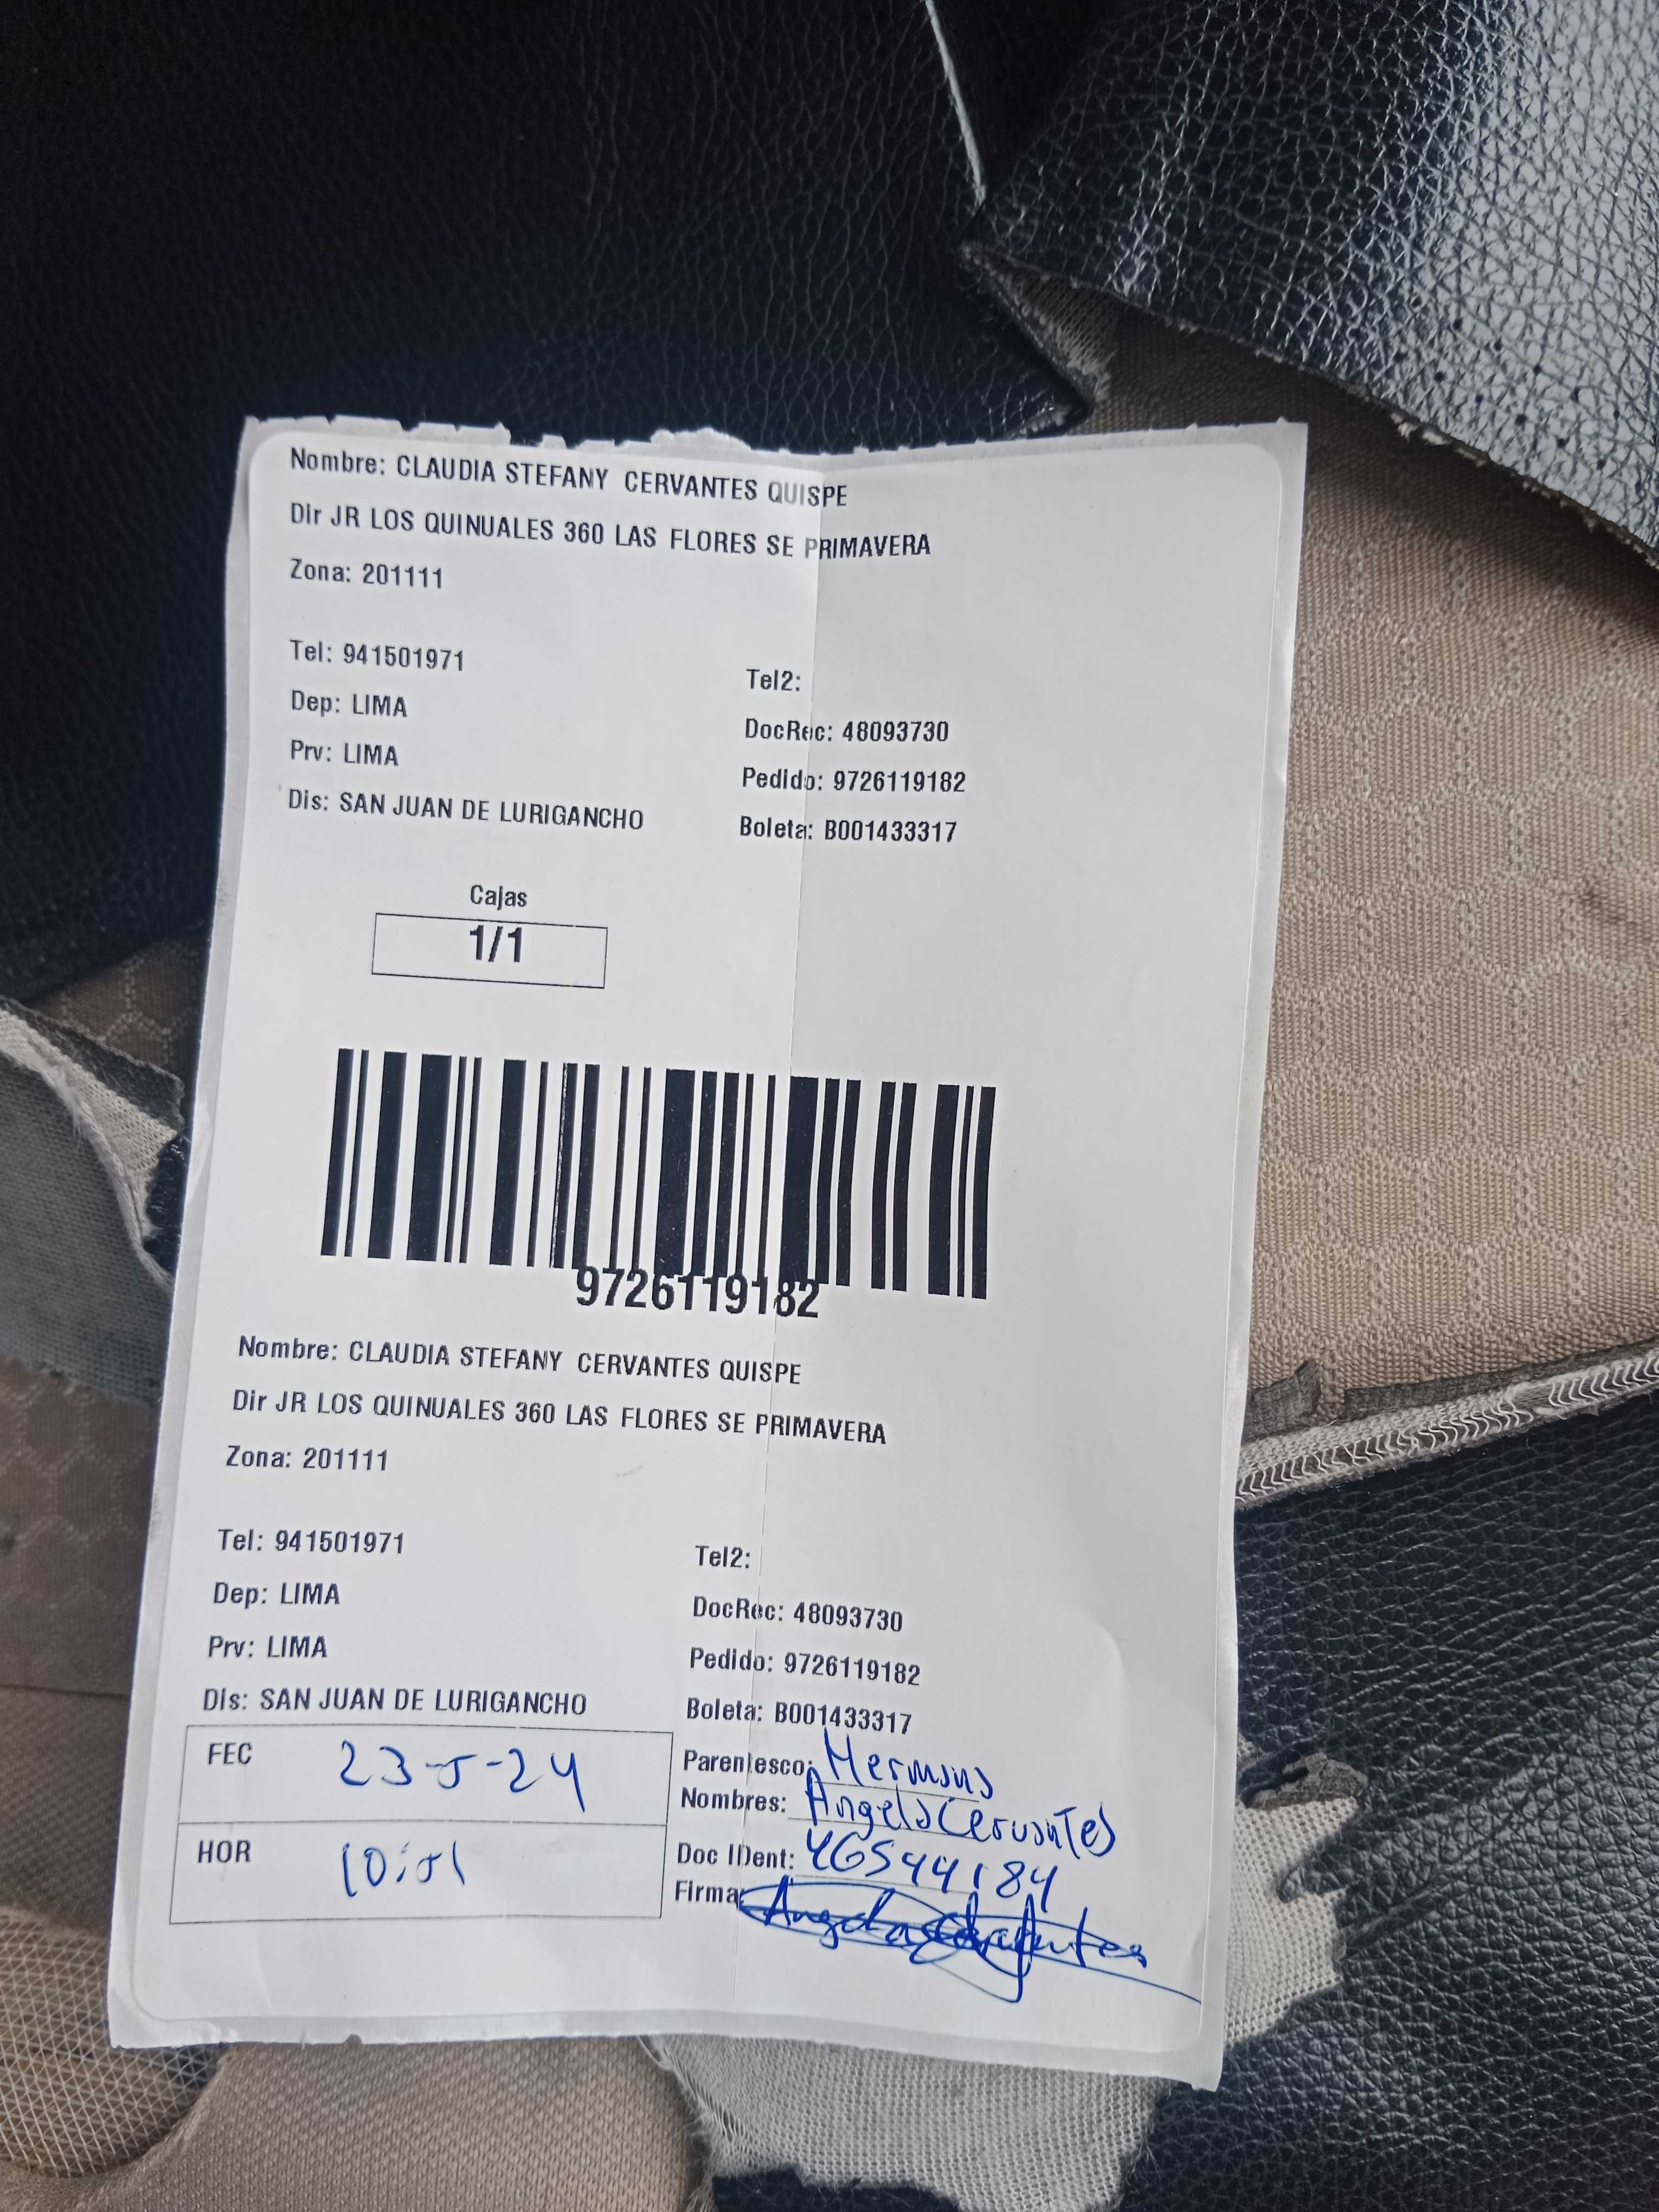 Nombre: CLAUDIA STEFANY CERVANTES QUISPE
Dir JR LOS QUINUALES 360 LAS FLORES SE PRIMAVERA
Zona: 201111
Tel: 941501971
Tel2:
Dep: LIMA
DocRec: 48093730
Prv: LIMA
Pedido: 9726119182
Dis: SAN JUAN DE LURIGANCHO
Boleta: B001433317
Cajas
1/1
9726119182
Nombre: CLAUDIA STEFANY CERVANTES QUISPE
Dir JR LOS QUINUALES 360 LAS FLORES SE PRIMAVERA
Zona: 201111
Tel: 941501971
Tel2:
Dep: LIMA
DocRec: 48093730
Prv: LIMA
Pedido: 9726119182
Dis: SAN JUAN DE LURIGANCHO
Boleta: B001433317
FEC 23-5-24
Parentesco: Hermano
Nombres: Angelo Cervantes
HOR
Doc IDent: 46544184
Firma: